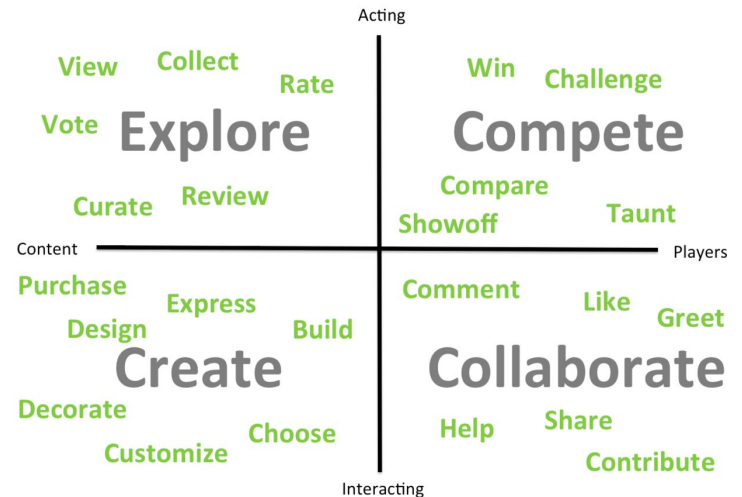 Acting
View
Collect
Rate
Vote
Explore
Curate
Review
Win
Challenge
Compete
Compare
Showoff
Taunt
Content
Players
Purchase
Express
Design
Build
Create
Decorate
Customize
Choose
Comment
Like
Greet
Collaborate
Help
Share
Contribute
Interacting